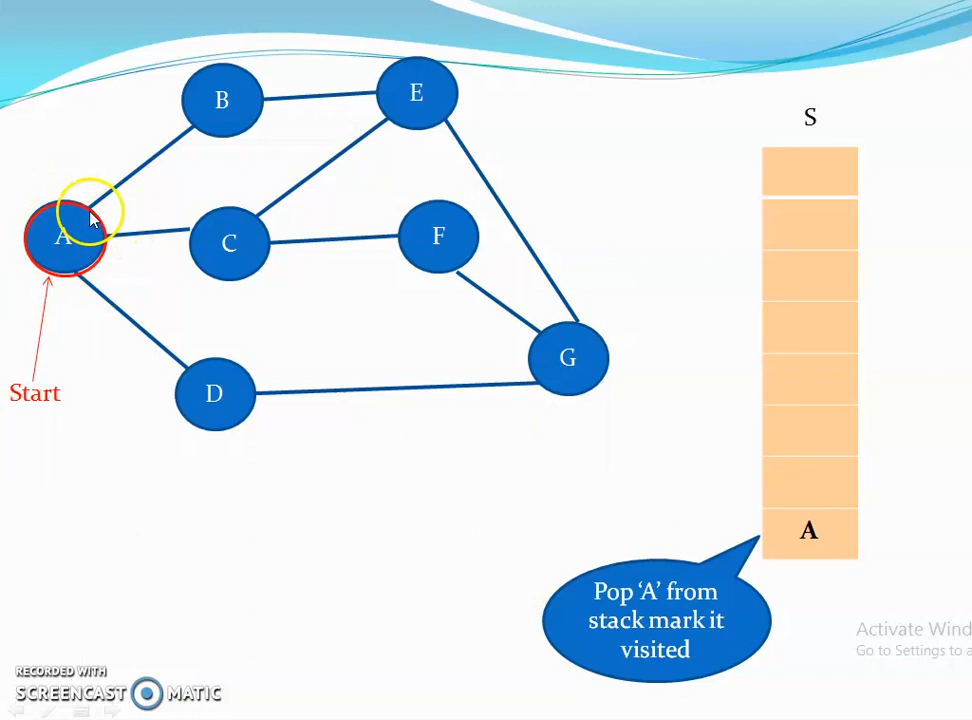 B
E
S
A
C
F
G
Start
D
A
Pop ‘A’ from
stack mark it
visited
Activate Wind
Go to Settings to a
RECORDED WITH
SCREENCAST MATIC